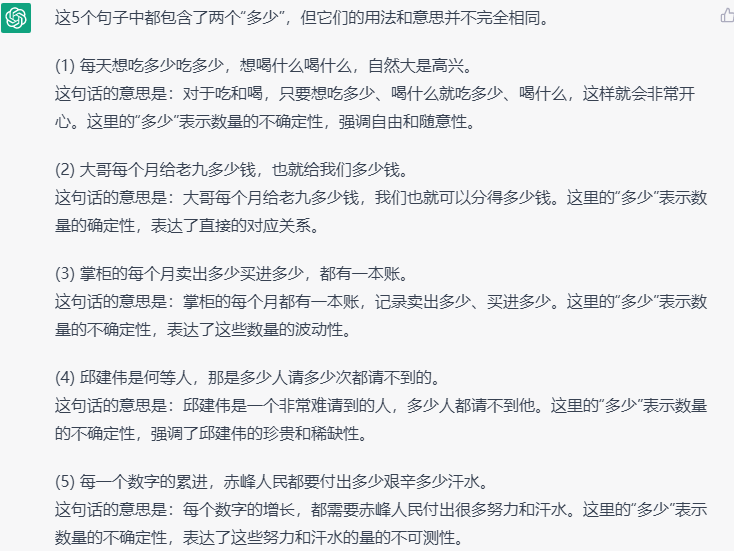 这5个句子中都包含了两个“多少”，但它们的用法和意思并不完全相同。
(1) 每天想吃多少吃多少，想喝什么喝什么，自然大是高兴。
这句话的意思是：对于吃和喝，只要想吃多少、喝什么就吃多少、喝什么，这样就会非常开
心。这里的“多少”表示数量的不确定性，强调自由和随意性。
(2) 大哥每个月给老九多少钱，也就给我们多少钱。
这句话的意思是：大哥每个月给老九多少钱，我们也就可以分得多少钱。这里的“多少”表示数
量的确定性，表达了直接的对应关系。
(3) 掌柜的每个月卖出多少买进多少，都有一本账。
这句话的意思是：掌柜的每个月都有一本账，记录卖出多少、买进多少。这里的“多少”表示数
量的不确定性，表达了这些数量的波动性。
(4) 邱建伟是何等人，那是多少人请多少次都请不到的。
这句话的意思是：邱建伟是一个非常难请到的人，多少人都请不到他。这里的“多少”表示数量
的不确定性，强调了邱建伟的珍贵和稀缺性。
(5) 每一个数字的累进，赤峰人民都要付出多少艰辛多少汗水。
这句话的意思是：每个数字的增长，都需要赤峰人民付出很多努力和汗水。这里的“多少”表示
数量的不确定性，表达了这些努力和汗水的量的不可测性。